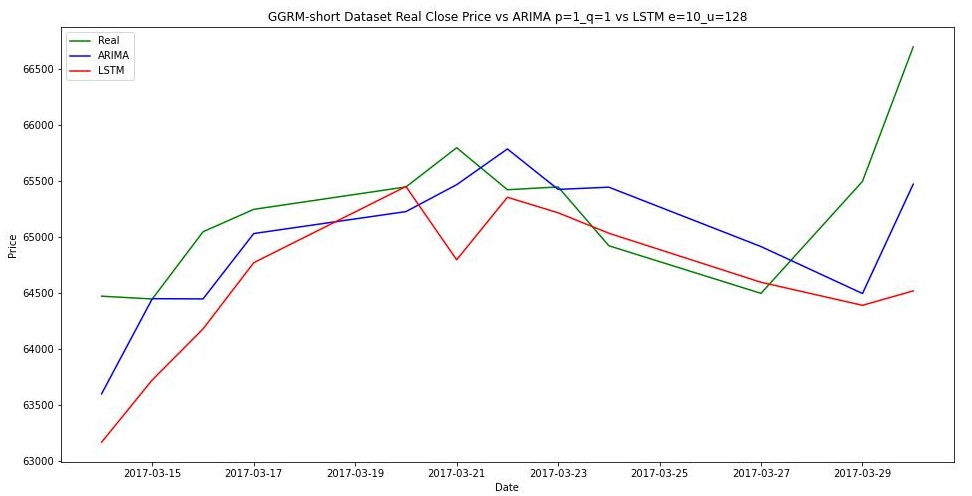 GGRM-short Dataset Real Close Price vs ARIMA p=1_q=1 vs LSTM e=10_u=128
Real
ARIMA
LSTM
66500
66000
65500
65000
64500
64000
63500
63000
Price
2017-03-15 2017-03-17 2017-03-19 2017-03-21 2017-03-23 2017-03-25 2017-03-27 2017-03-29
Date